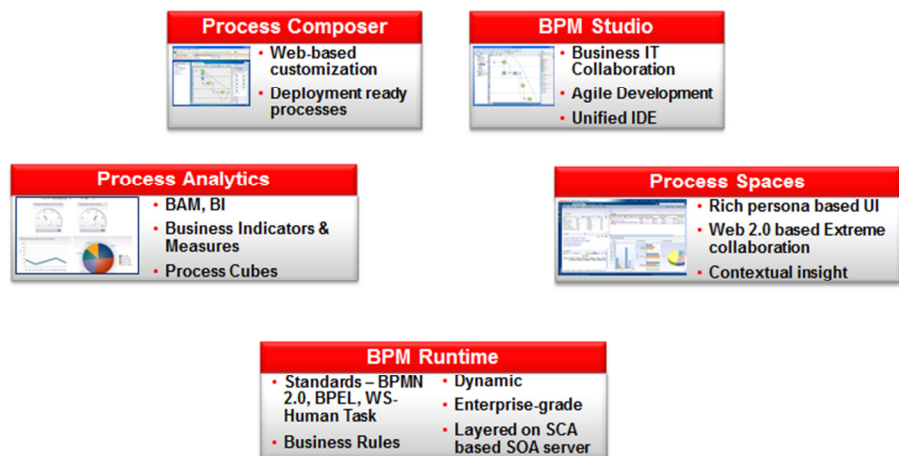 Process Composer
Web-based
customization
Deployment ready
processes
BPM Studio
Business IT
Collaboration
Agile Development
Unified IDE
Process Analytics
BAM, BI
Business Indicators &
Measures
Process Cubes
Process Spaces
Rich persona based UI
Web 2.0 based Extreme
collaboration
Contextual insight
BPM Runtime
Standards – BPMN
2.0, BPEL, WS-
Human Task
Business Rules
Dynamic
Enterprise-grade
Layered on SCA
based SOA server